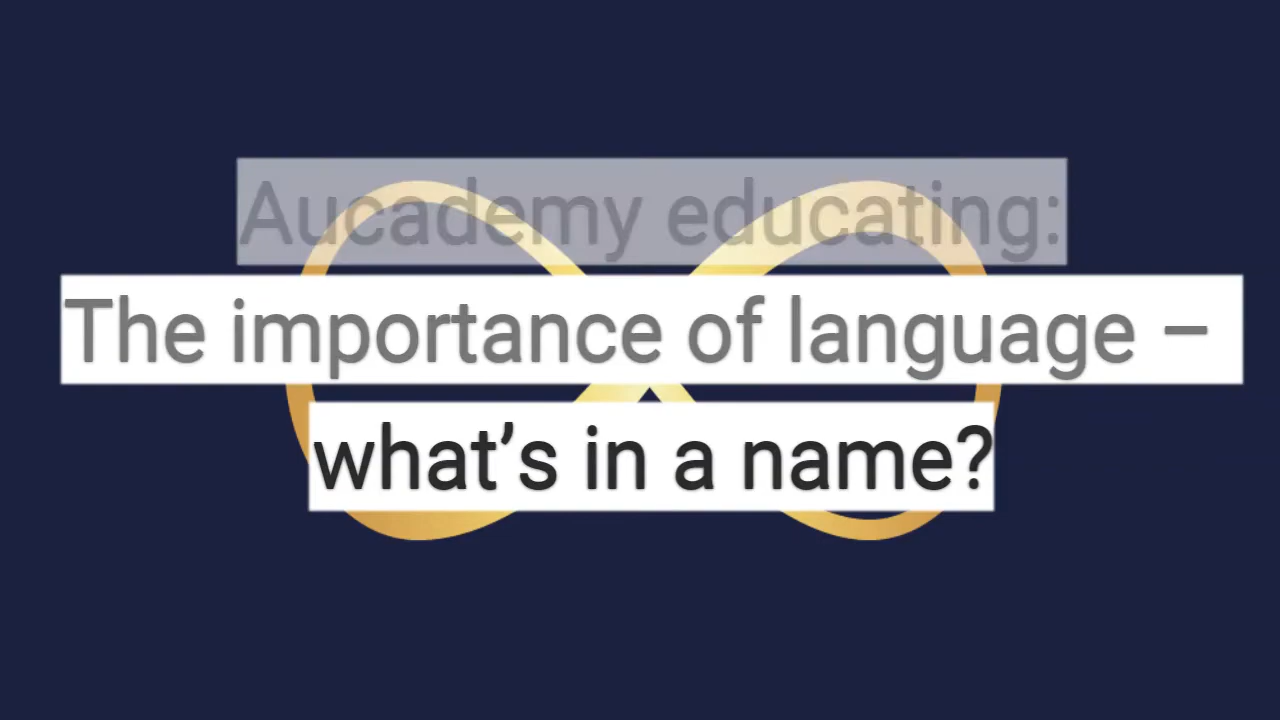 Aucademy educating:
The importance of language –
what’s in a name?